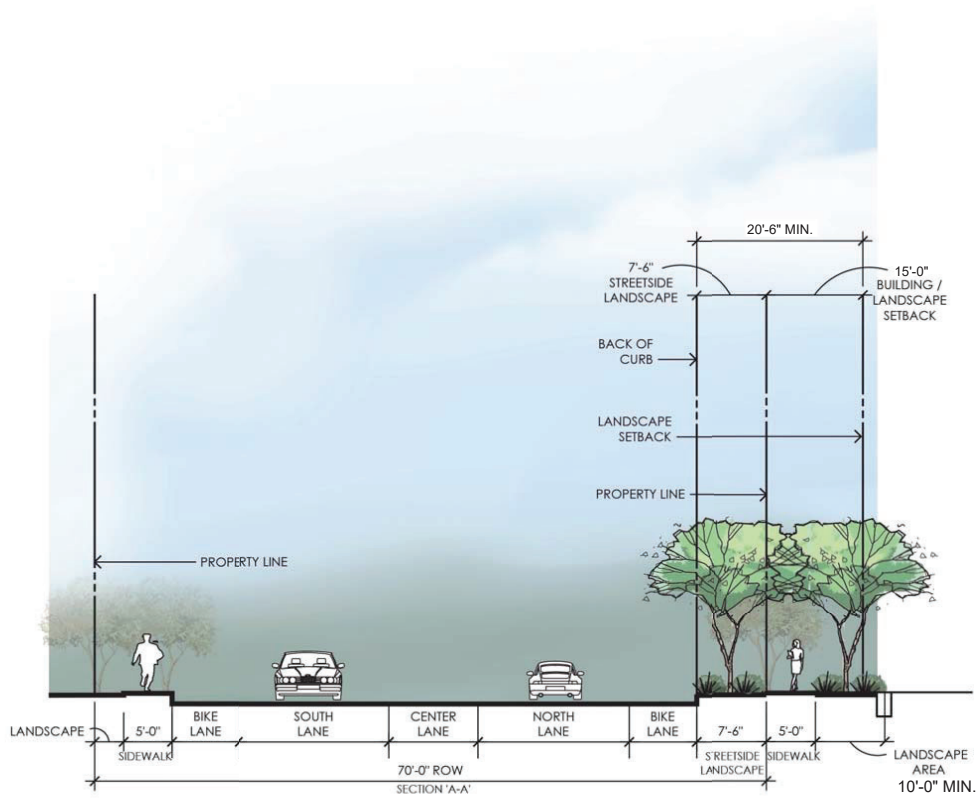 20'-6" MIN.
7'-6"
STREETSIDE
LANDSCAPE
15'-0"
BUILDING /
LANDSCAPE
SETBACK
BACK OF
CURB
LANDSCAPE
SETBACK
PROPERTY LINE
PROPERTY LINE
LANDSCAPE
5'-0"
SIDEWALK
BIKE
LANE
SOUTH
LANE
CENTER
LANE
NORTH
LANE
BIKE
LANE
7'-6"
STREETSIDE
LANDSCAPE
5'-0"
SIDEWALK
LANDSCAPE
AREA
10'-0" MIN.
70'-0" ROW
SECTION 'A-A'